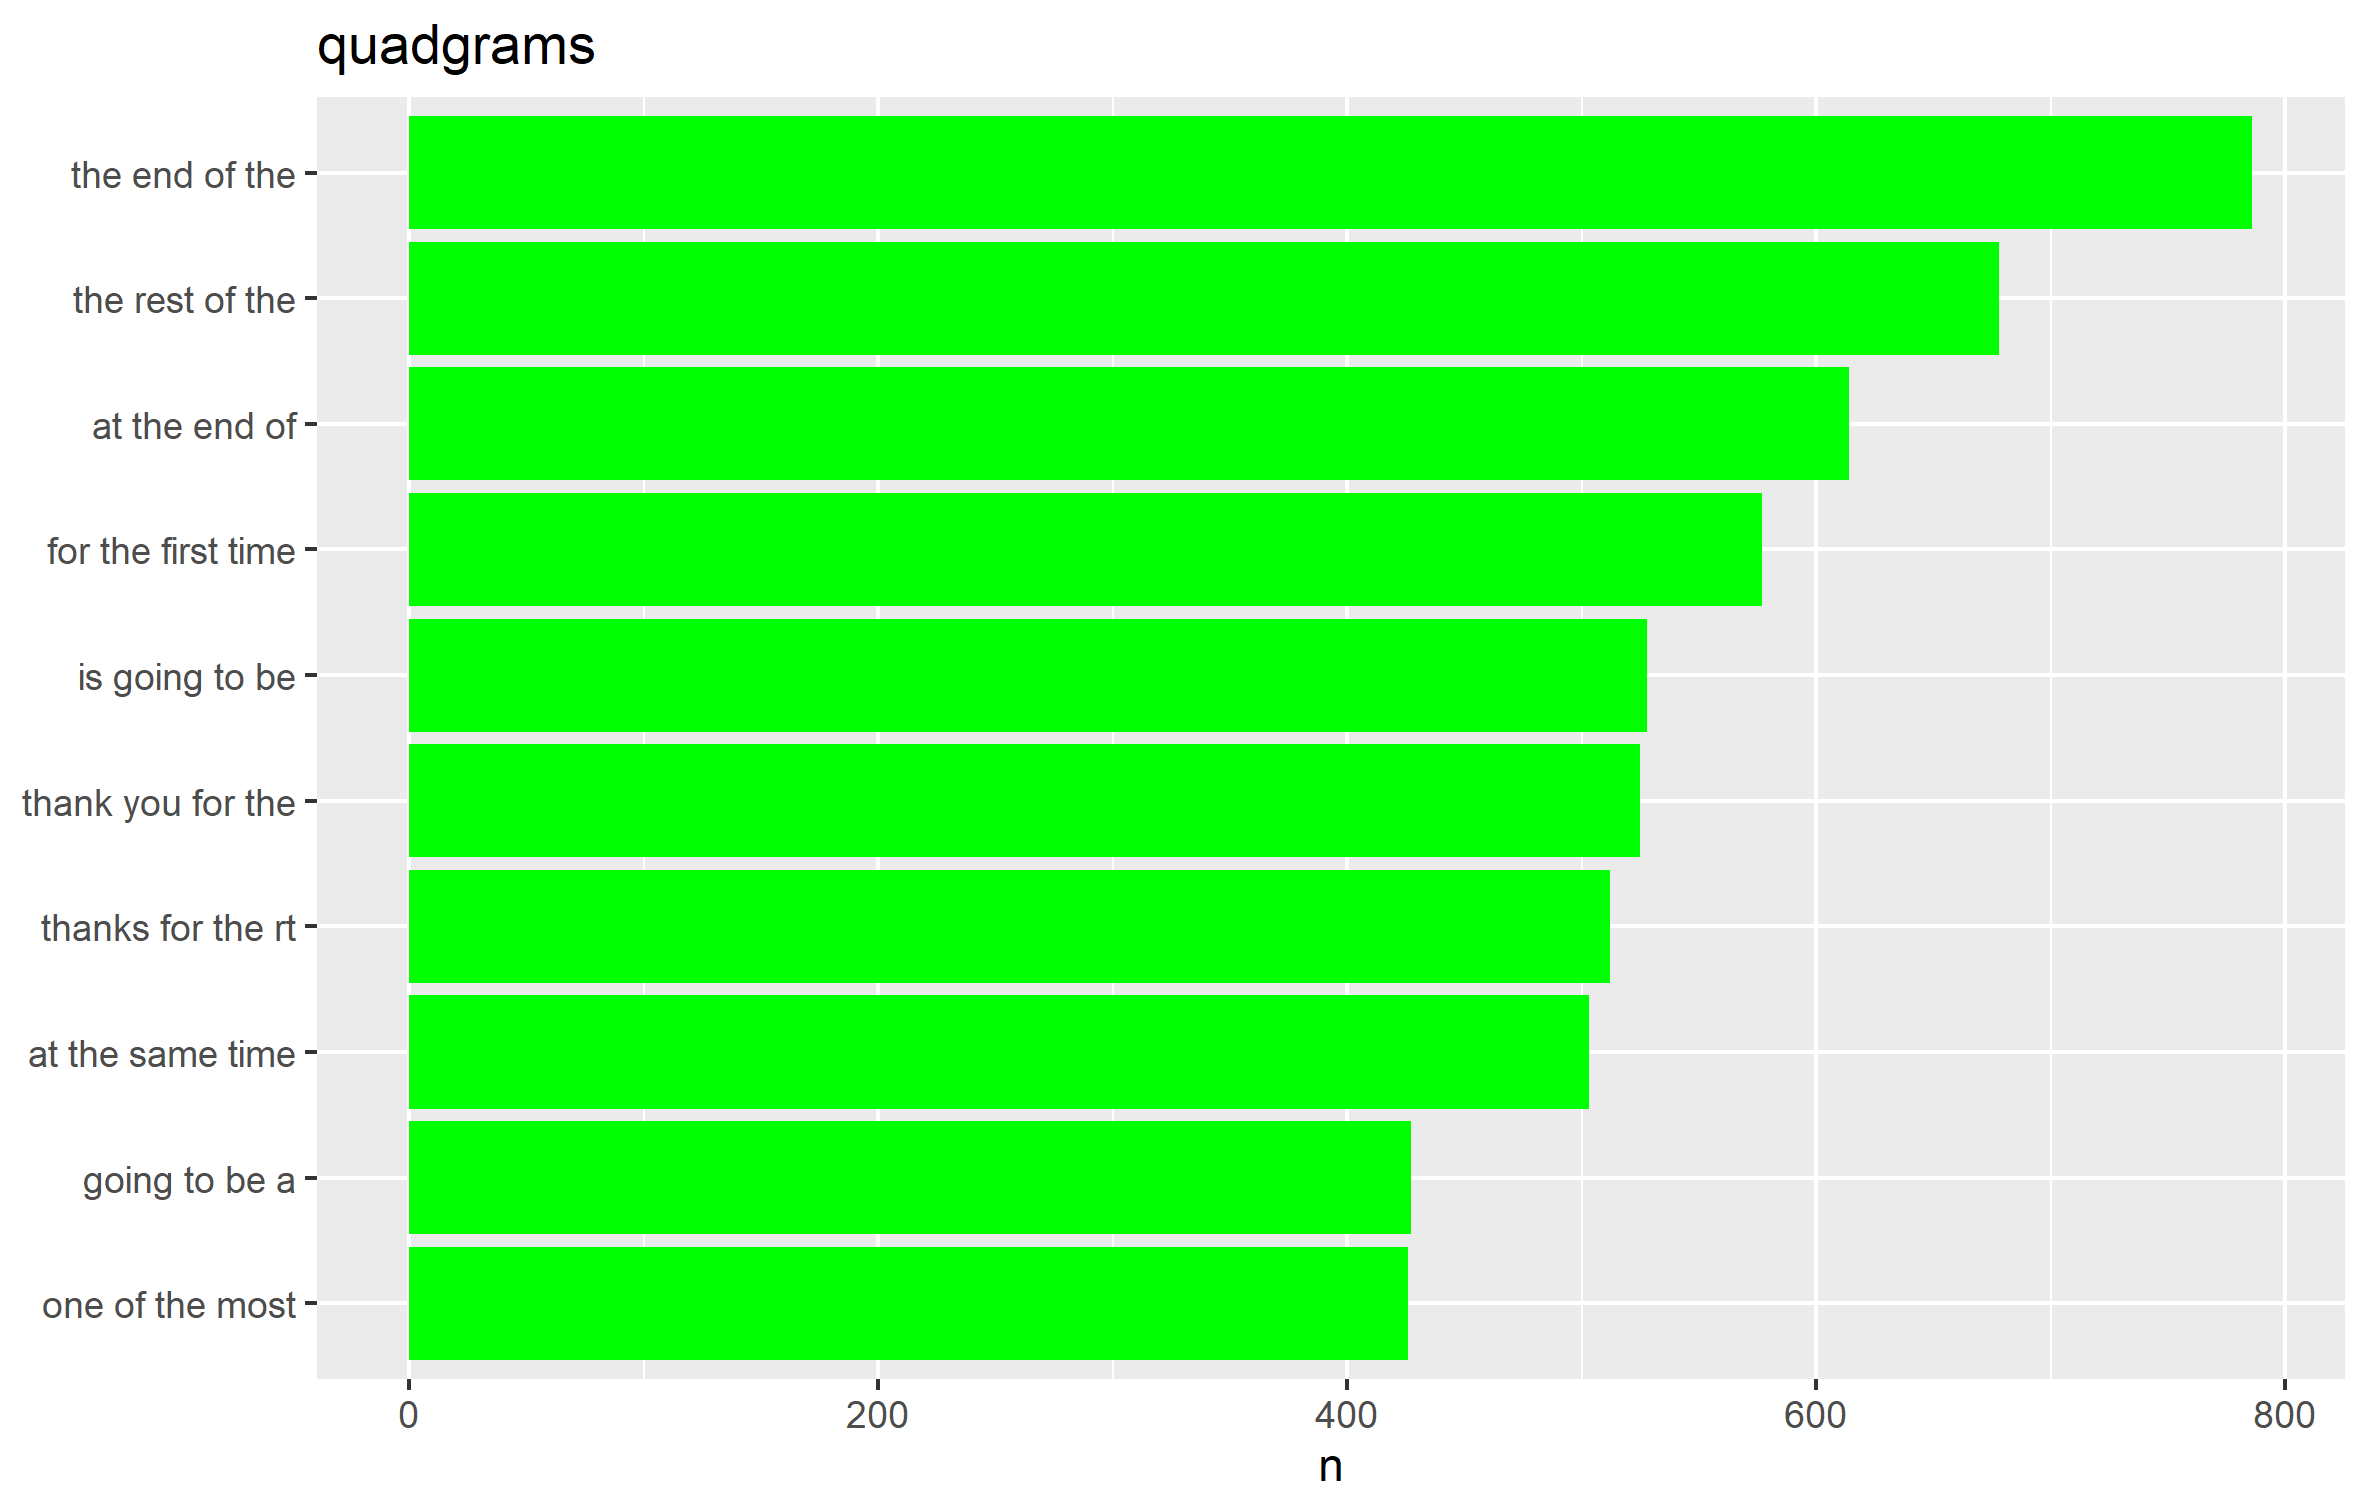 quadgrams
the end of the
the rest of the
at the end of
for the first time
is going to be
thank you for the
thanks for the rt
at the same time
going to be a
one of the most
0 200 400 600 800
n